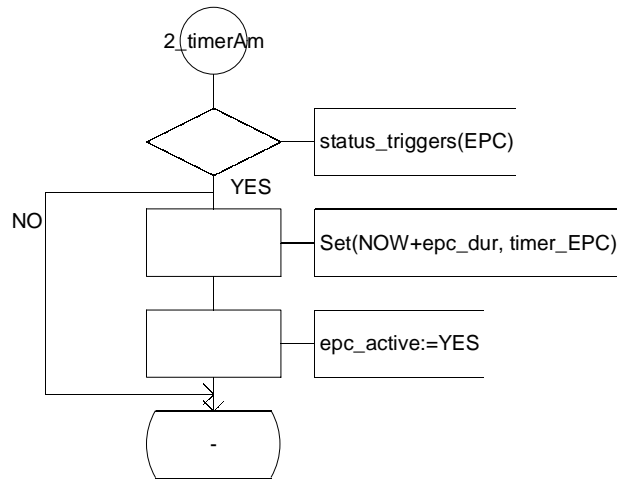 2_timerAm
status_triggers(EPC)
YES
NO
Set(NOW+epc_dur, timer_EPC)
epc_active:=YES
-